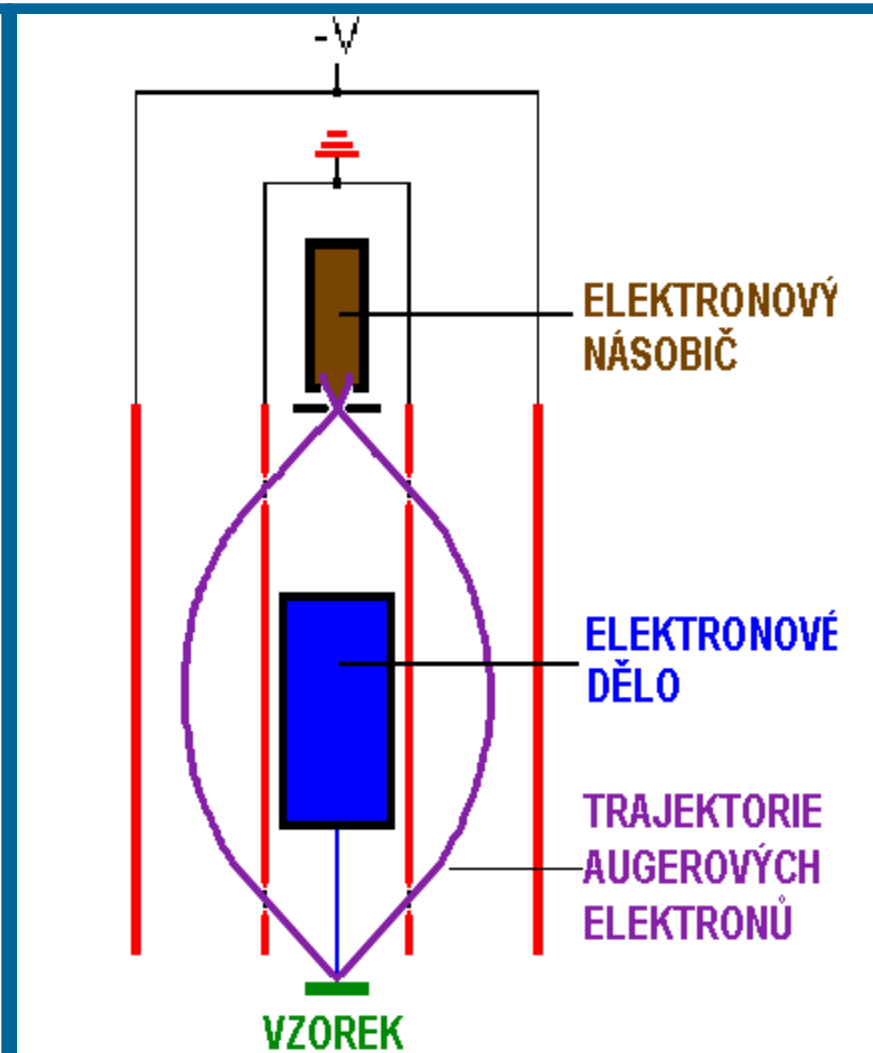 -V
ELEKTRONOVÝ
NÁSOBIČ
ELEKTRONOVÉ
DĚLO
TRAJEKTORIE
AUGEROVÝCH
ELEKTRONŮ
VZOREK